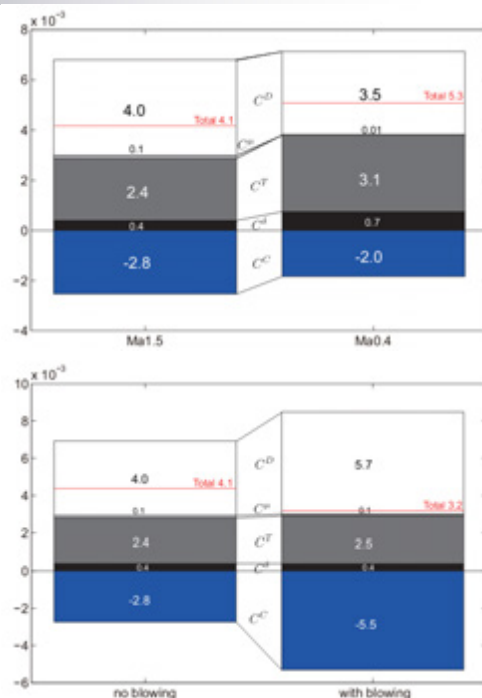 x 10⁻³
8
6
4
2
0
−2
−4
4.0
Total 4.1
0.1
2.4
0.4
-2.8
C^D
C^T
C^d
C^C
3.5
Total 5.3
0.01
3.1
0.7
-2.0
Ma1.5
Ma0.4
x 10⁻³
10
8
6
4
2
0
−2
−4
−6
4.0
Total 4.1
0.1
2.4
0.4
-2.8
C^D
C^T
C^d
C^C
5.7
Total 3.2
0.1
2.5
0.4
-5.5
no blowing
with blowing